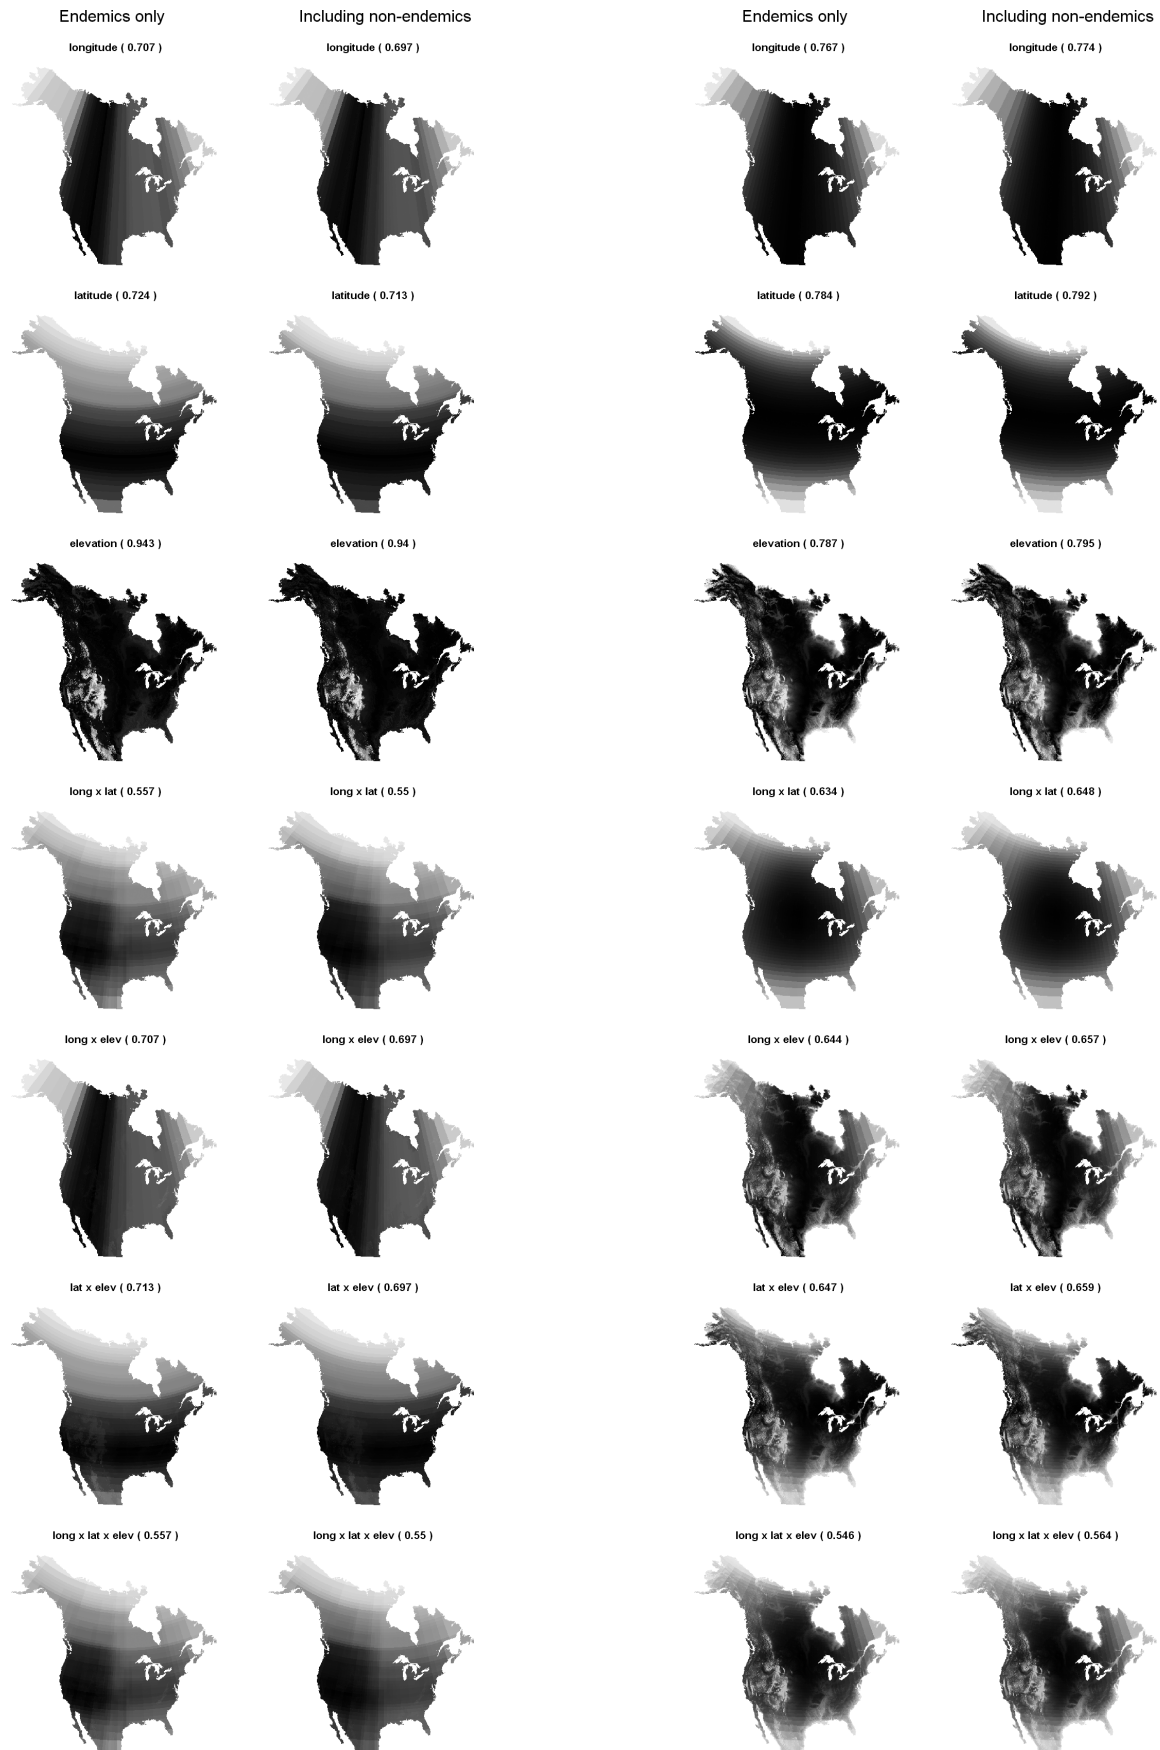 Endemics only Including non-endemics Endemics only Including non-endemics
longitude ( 0.707 ) longitude ( 0.697 ) longitude ( 0.767 ) longitude ( 0.774 )
latitude ( 0.724 ) latitude ( 0.713 ) latitude ( 0.784 ) latitude ( 0.792 )
elevation ( 0.943 ) elevation ( 0.94 ) elevation ( 0.787 ) elevation ( 0.795 )
long x lat ( 0.557 ) long x lat ( 0.55 ) long x lat ( 0.634 ) long x lat ( 0.648 )
long x elev ( 0.707 ) long x elev ( 0.697 ) long x elev ( 0.644 ) long x elev ( 0.657 )
lat x elev ( 0.713 ) lat x elev ( 0.697 ) lat x elev ( 0.647 ) lat x elev ( 0.659 )
long x lat x elev ( 0.557 ) long x lat x elev ( 0.55 ) long x lat x elev ( 0.546 ) long x lat x elev ( 0.564 )